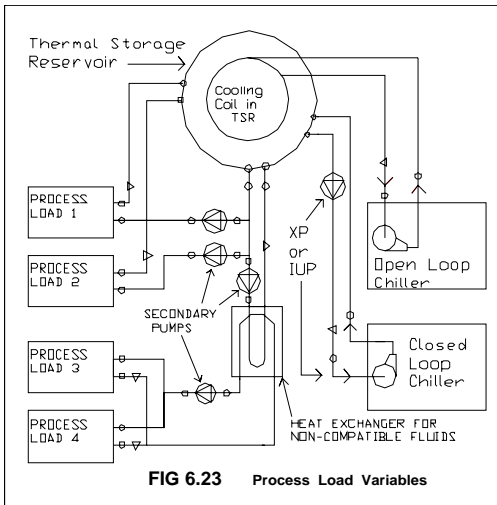 Thermal Storage
Reservoir
Cooling
Coil in
TSR
PROCESS
LOAD 1
PROCESS
LOAD 2
XP
or
IUP
Open Loop
Chiller
SECONDARY
PUMPS
PROCESS
LOAD 3
PROCESS
LOAD 4
Closed
Loop
Chiller
HEAT EXCHANGER FOR
NON-COMPATIBLE FLUIDS
FIG 6.23 Process Load Variables